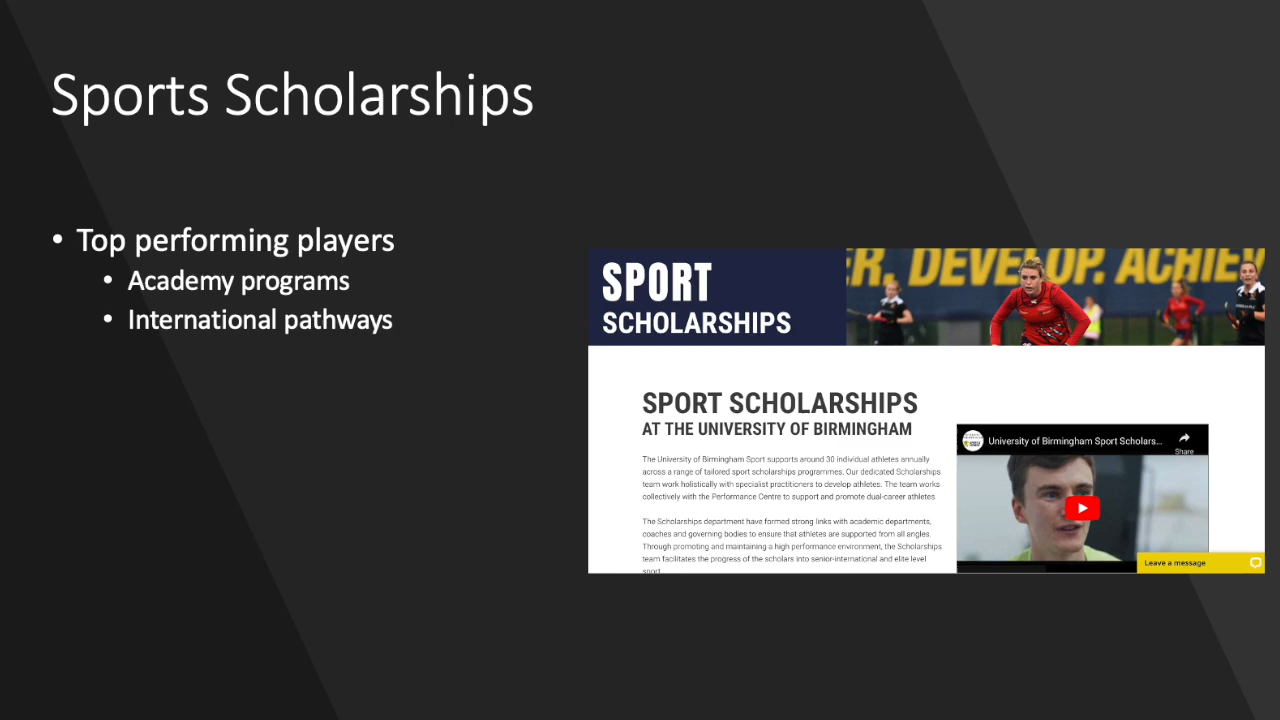 Sports Scholarships
• Top performing players
• Academy programs
• International pathways
SPORT
SCHOLARSHIPS
ER. DEVELOP. ACHIEV
SPORT SCHOLARSHIPS
AT THE UNIVERSITY OF BIRMINGHAM
The University of Birmingham Sport supports around 30 individual athletes annually
across a range of tailored sport scholarships programmes. Our dedicated Scholarships
team work holistically with specialist practitioners to develop athletes. The team works
collectively with the Performance Centre to support and promote dual-career athletes
The Scholarships department have formed strong links with academic departments,
coaches and governing bodies to ensure that athletes are supported from all angles.
Through promoting and maintaining a high performance environment, the Scholarships
team facilitates the progress of the scholars into senior-international and elite level
sport
University of Birmingham Sport Scholars...
Share
Leave a message